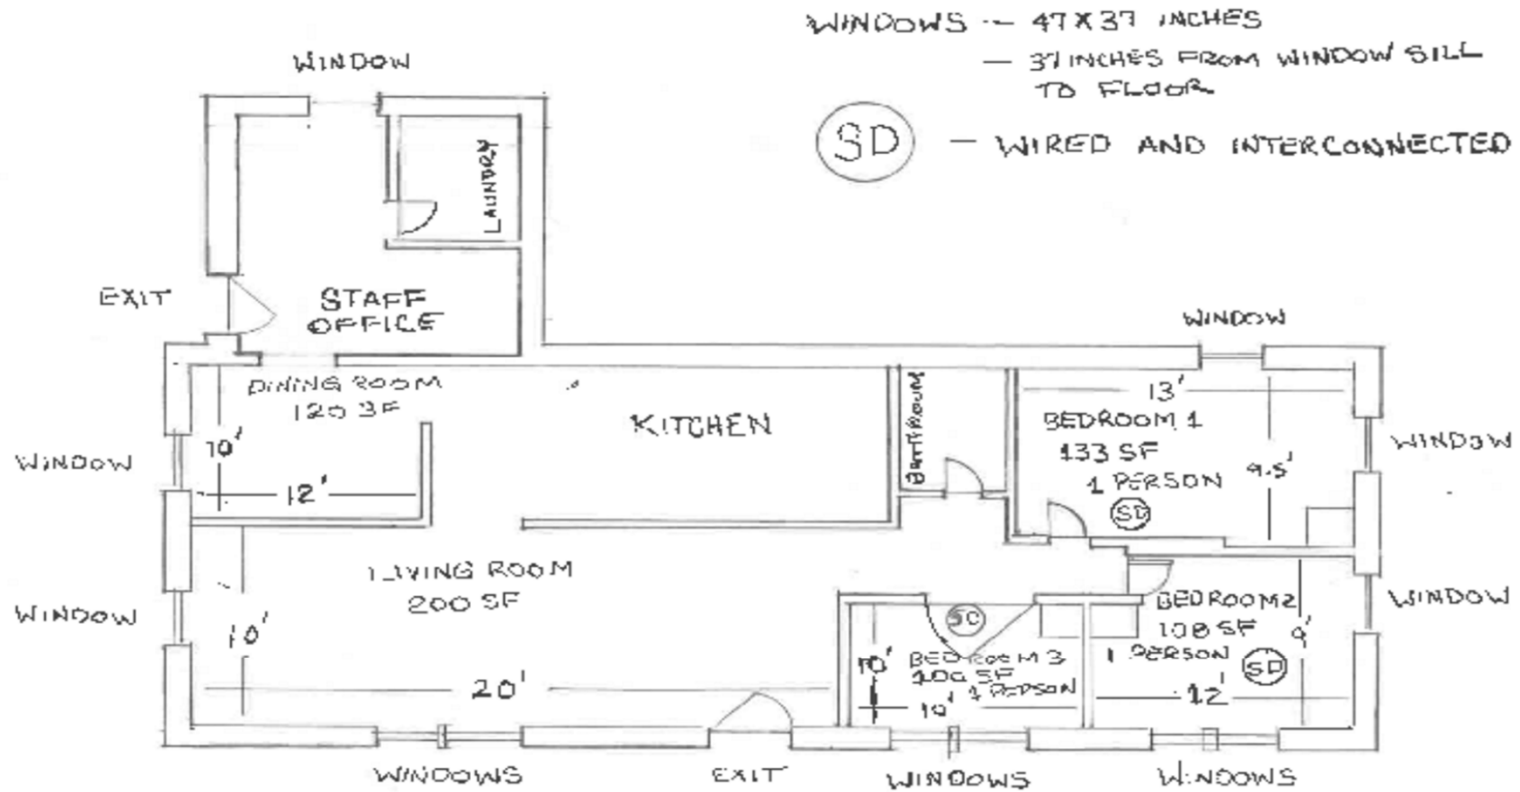 WINDOWS - 47 X 37 INCHES
- 37 INCHES FROM WINDOW SILL
TO FLOOR
SD - WIRED AND INTERCONNECTED
WINDOW
LAUNDRY
EXIT
STAFF
OFFICE
WINDOW
DINING ROOM
120 SF
10'
12'
WINDOW
KITCHEN
BATHROOM
13'
BEDROOM 1
133 SF
1 PERSON
SD
9.5'
WINDOW
LIVING ROOM
200 SF
10'
20'
WINDOW
BEDROOM 2
108 SF
1 PERSON
SD
9'
12'
WINDOW
SD
BEDROOM 3
100 SF
1 PERSON
10'
10'
WINDOWS
EXIT
WINDOWS
WINDOWS